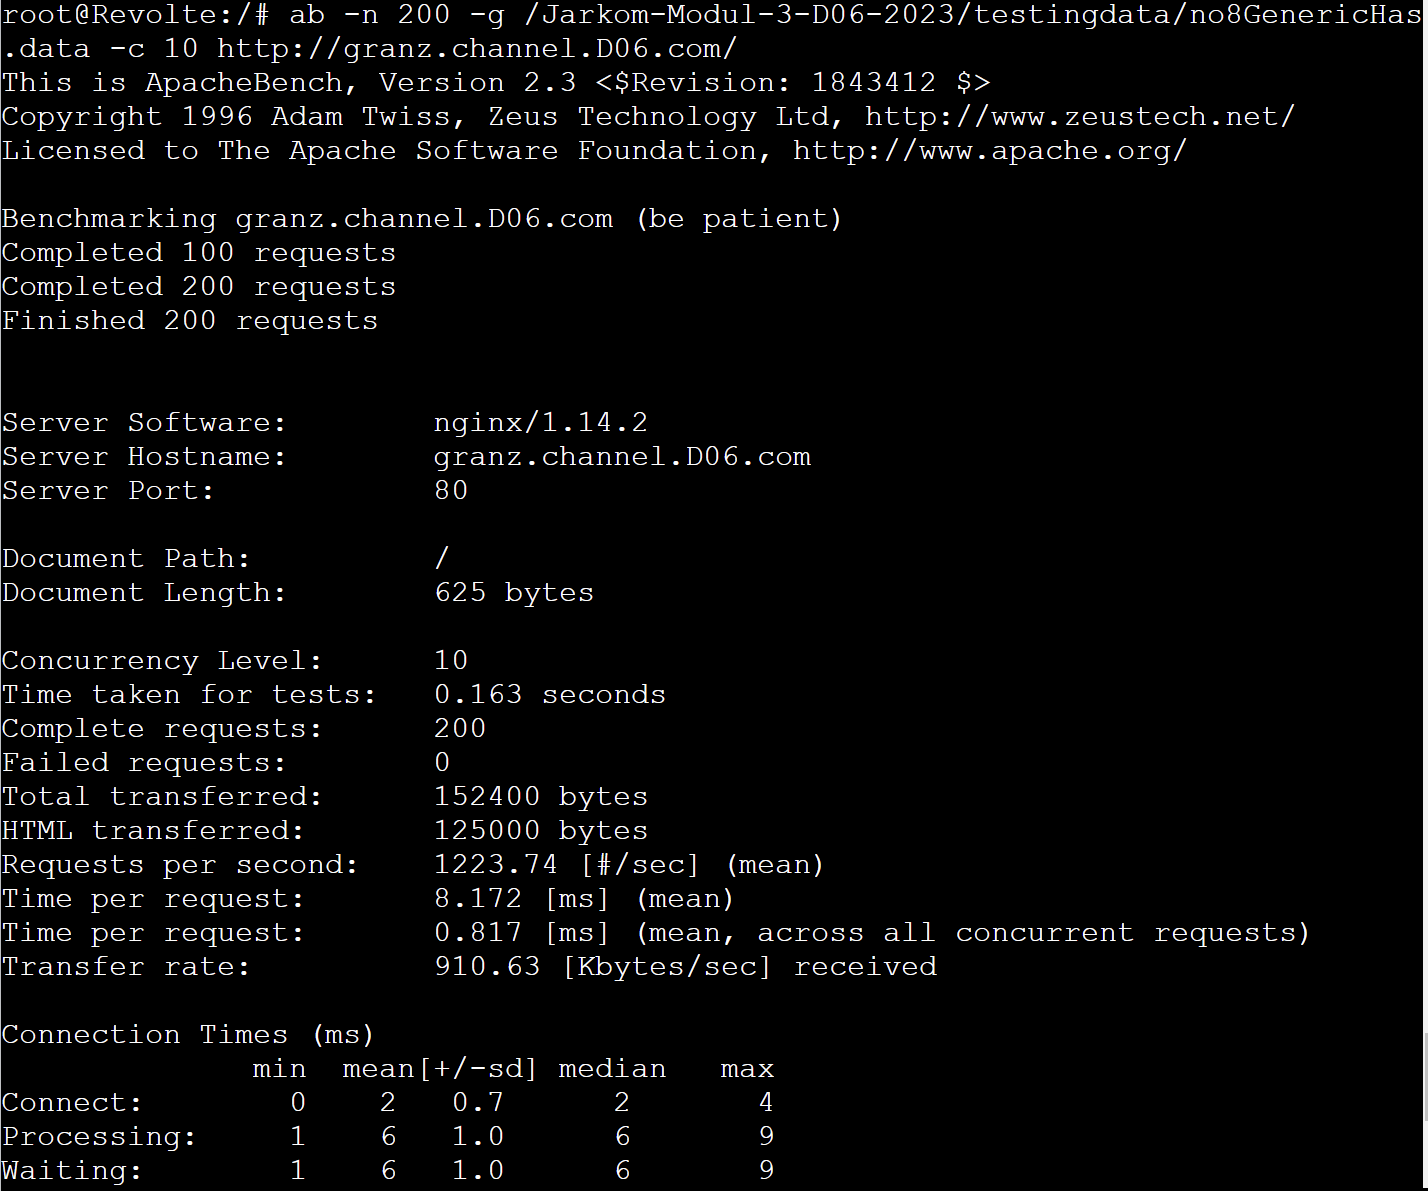 root@Revolte:/# ab -n 200 -g /Jarkom-Modul-3-D06-2023/testingdata/no8GenericHas
.data -c 10 http://granz.channel.D06.com/
This is ApacheBench, Version 2.3 <$Revision: 1843412 $>
Copyright 1996 Adam Twiss, Zeus Technology Ltd, http://www.zeustech.net/
Licensed to The Apache Software Foundation, http://www.apache.org/

Benchmarking granz.channel.D06.com (be patient)
Completed 100 requests
Completed 200 requests
Finished 200 requests


Server Software:        nginx/1.14.2
Server Hostname:        granz.channel.D06.com
Server Port:            80

Document Path:          /
Document Length:        625 bytes

Concurrency Level:      10
Time taken for tests:   0.163 seconds
Complete requests:      200
Failed requests:        0
Total transferred:      152400 bytes
HTML transferred:       125000 bytes
Requests per second:    1223.74 [#/sec] (mean)
Time per request:       8.172 [ms] (mean)
Time per request:       0.817 [ms] (mean, across all concurrent requests)
Transfer rate:          910.63 [Kbytes/sec] received

Connection Times (ms)
              min  mean[+/-sd] median   max
Connect:        0    2   0.7      2       4
Processing:     1    6   1.0      6       9
Waiting:        1    6   1.0      6       9